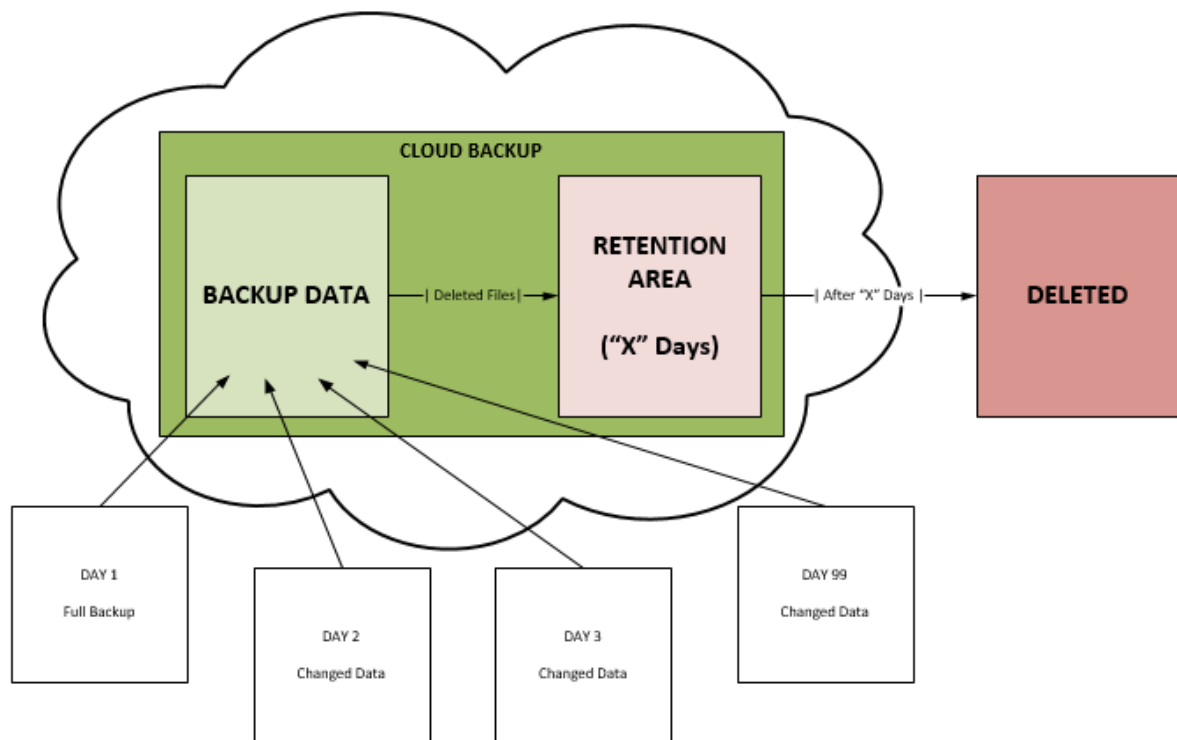 CLOUD BACKUP
BACKUP DATA
| Deleted Files|
RETENTION
AREA
(“X” Days)
| After “X” Days |
DELETED
DAY 1
Full Backup
DAY 2
Changed Data
DAY 3
Changed Data
DAY 99
Changed Data